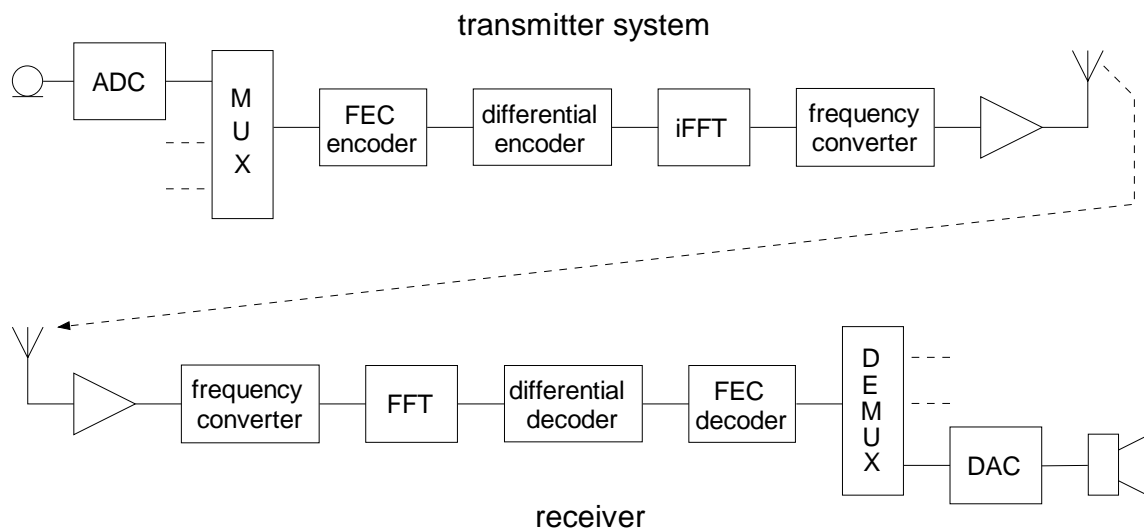 transmitter system
ADC
M
U
X
FEC
encoder
differential
encoder
iFFT
frequency
converter
frequency
converter
FFT
differential
decoder
FEC
decoder
D
E
M
U
X
DAC
receiver